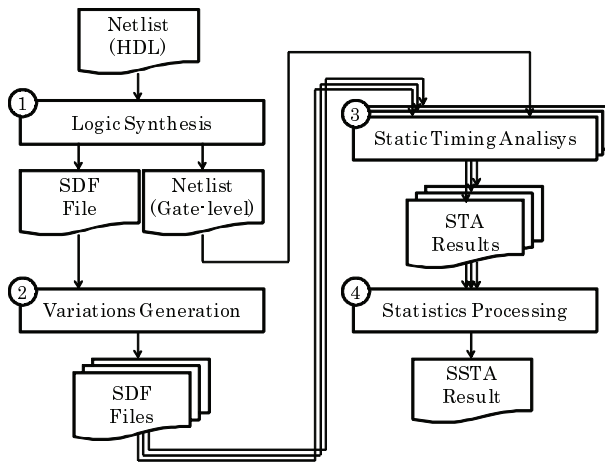 Netlist
(HDL)
1
Logic Synthesis
SDF
File
Netlist
(Gate-level)
2
Variations Generation
SDF
Files
3
Static Timing Analisys
STA
Results
4
Statistics Processing
SSTA
Result